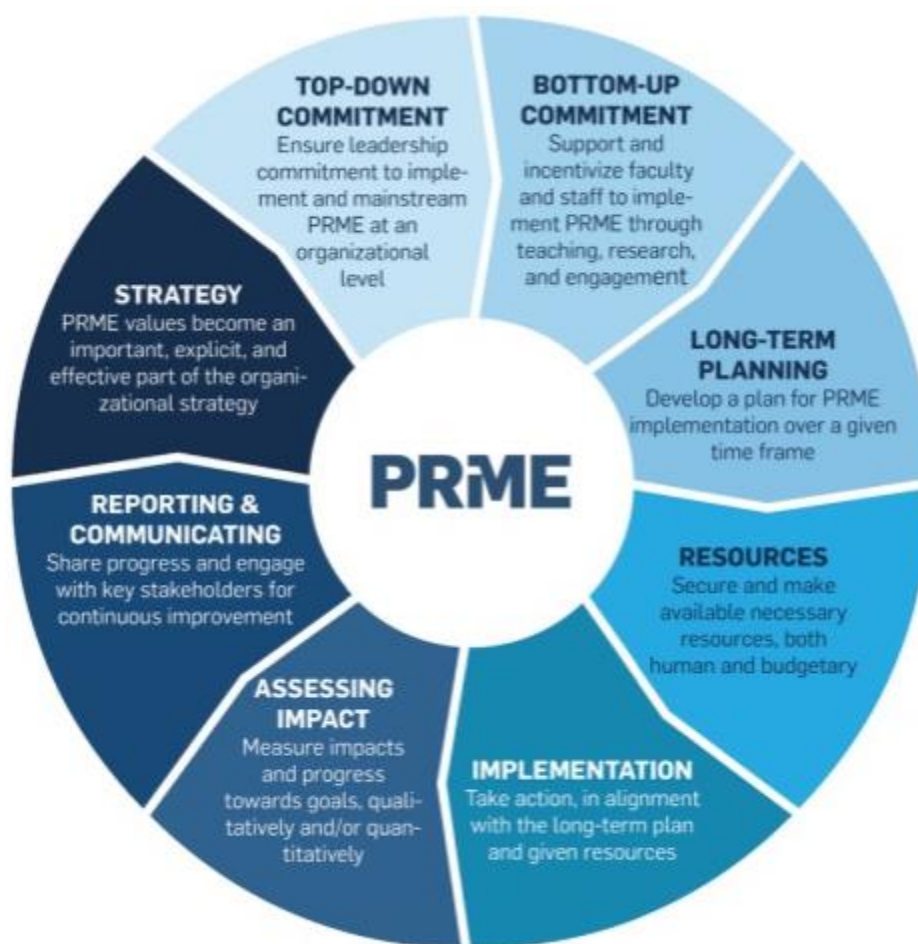 TOP-DOWN
COMMITMENT
Ensure leadership
commitment to imple-
ment and mainstream
PRME at an
organizational
level
BOTTOM-UP
COMMITMENT
Support and
incentivize faculty
and staff to imple-
ment PRME through
teaching, research,
and engagement
LONG-TERM
PLANNING
Develop a plan for PRME
implementation over a given
time frame
RESOURCES
Secure and make
available necessary
resources, both
human and budgetary
IMPLEMENTATION
Take action, in alignment
with the long-term plan
and given resources
ASSESSING
IMPACT
Measure impacts
and progress
towards goals, quali-
tatively and/or quan-
titatively
REPORTING &
COMMUNICATING
Share progress and engage
with key stakeholders for
continuous improvement
STRATEGY
PRME values become an
important, explicit, and
effective part of the organi-
zational strategy
PRiME